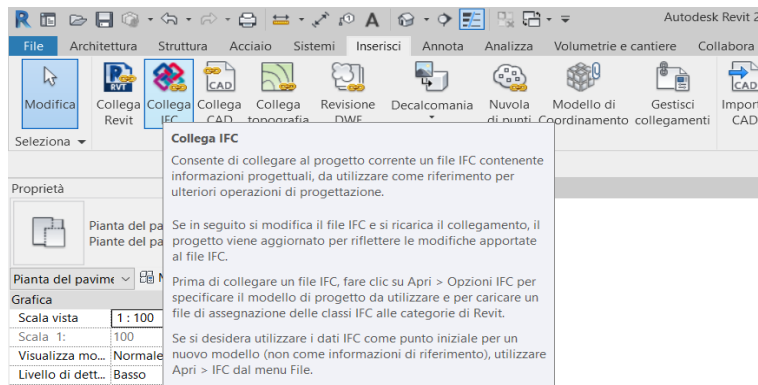 Autodesk Revit 2
File Architettura Struttura Acciaio Sistemi Inserisci Annota Analizza Volumetrie e cantiere Collabora
RVT CAD CAD
Modifica Collega Collega Collega Collega Revisione Decalcomania Nuvola Modello di Gestisci Import
Revit IFC CAD topografia DWF di punti Coordinamento collegamenti CAD
Seleziona
Collega IFC
Consente di collegare al progetto corrente un file IFC contenente
informazioni progettuali, da utilizzare come riferimento per
ulteriori operazioni di progettazione.
Se in seguito si modifica il file IFC e si ricarica il collegamento, il
progetto viene aggiornato per riflettere le modifiche apportate
al file IFC.
Prima di collegare un file IFC, fare clic su Apri > Opzioni IFC per
specificare il modello di progetto da utilizzare e per caricare un
file di assegnazione delle classi IFC alle categorie di Revit.
Se si desidera utilizzare i dati IFC come punto iniziale per un
nuovo modello (non come informazioni di riferimento), utilizzare
Apri > IFC dal menu File.
Proprietà
Pianta del pa
Piante del pa
Pianta del pavime
Grafica
Scala vista 1 : 100
Scala 1: 100
Visualizza mo... Normale
Livello di dett... Basso